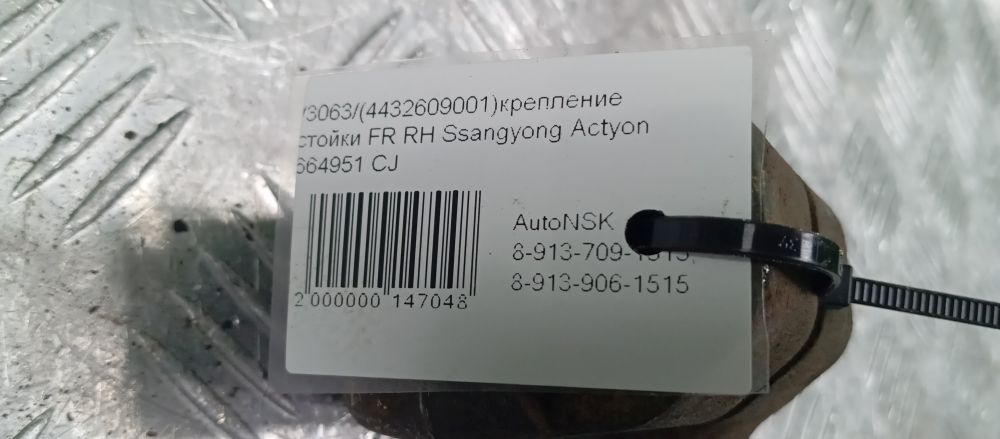 /3063/(4432609001)крепление
стойки FR RH Ssangyong Actyon
664951 CJ
AutoNSK
8-913-709-1515,
8-913-906-1515
2 000000 147048